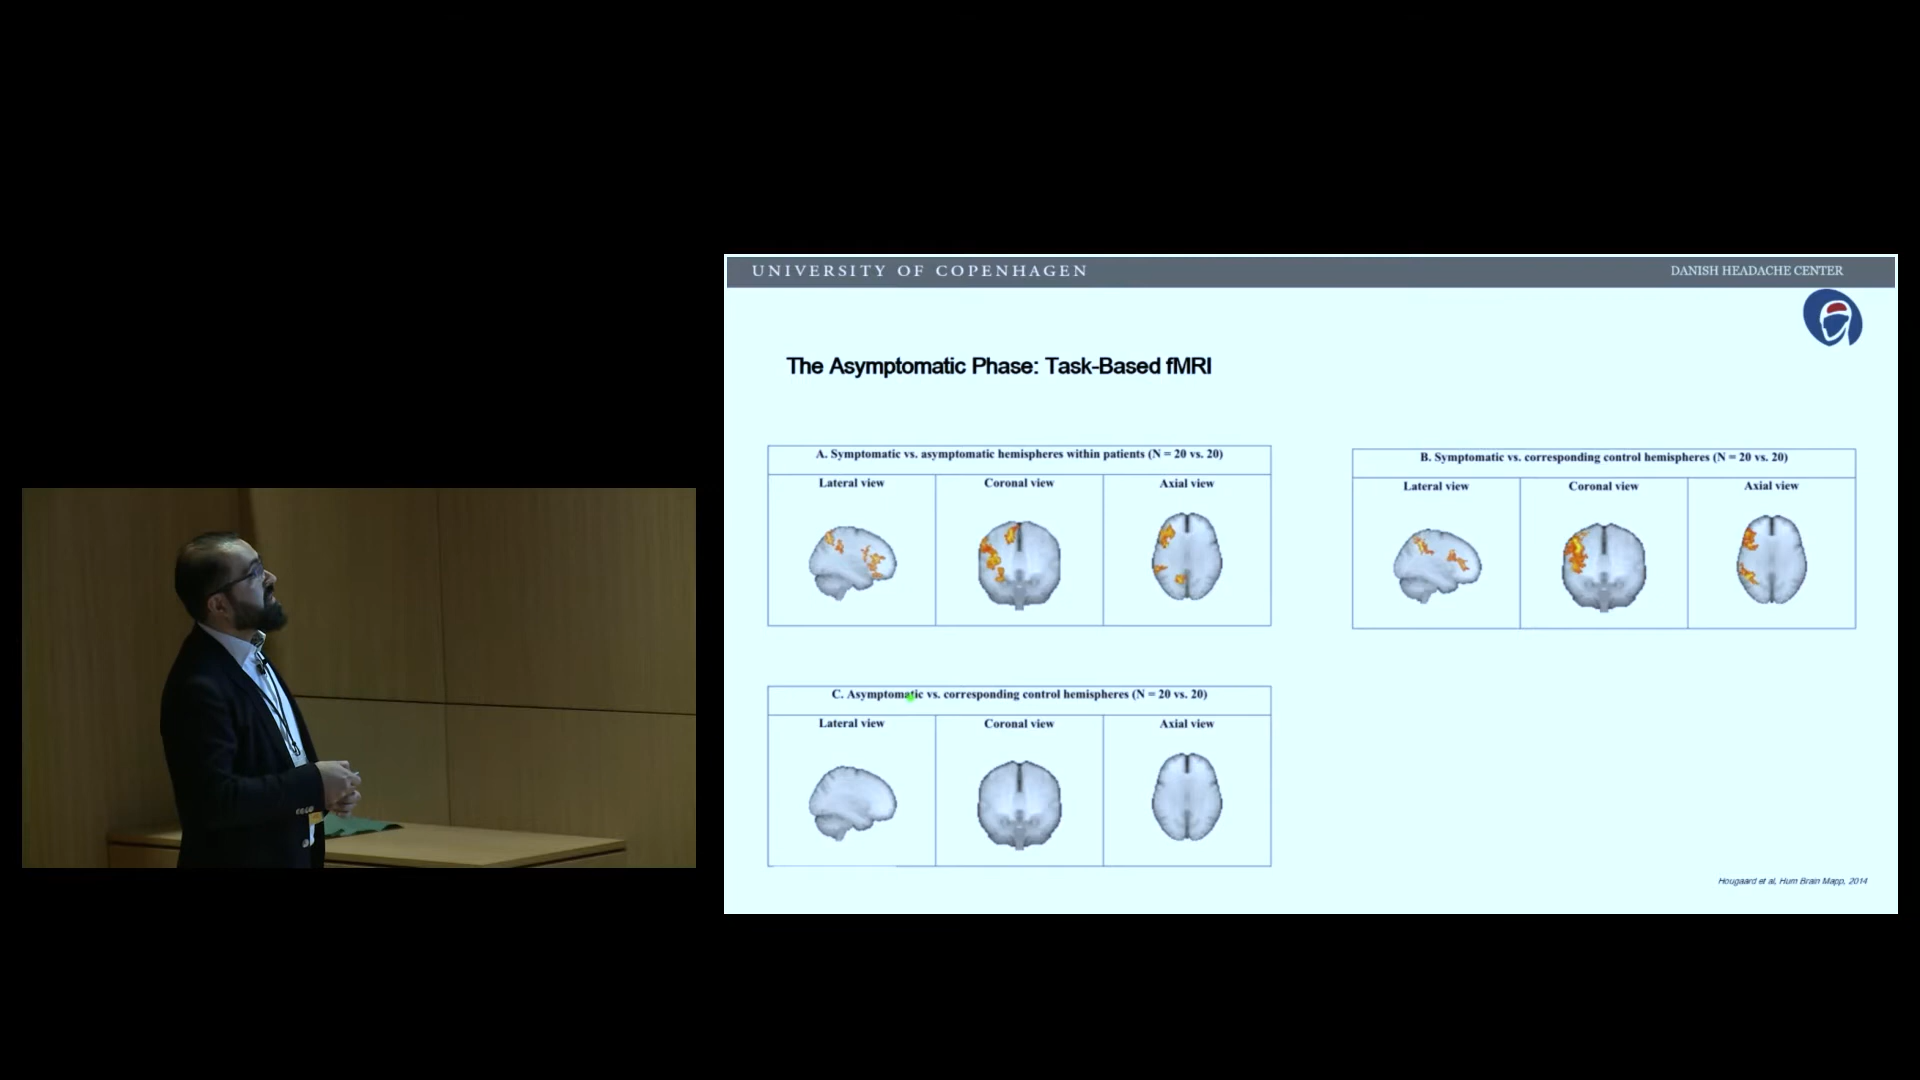 UNIVERSITY OF COPENHAGEN
DANISH HEADACHE CENTER
The Asymptomatic Phase: Task-Based fMRI
A. Symptomatic vs. asymptomatic hemispheres within patients (N = 20 vs. 20)
Lateral view
Coronal view
Axial view
B. Symptomatic vs. corresponding control hemispheres (N = 20 vs. 20)
Lateral view
Coronal view
Axial view
C. Asymptomatic vs. corresponding control hemispheres (N = 20 vs. 20)
Lateral view
Coronal view
Axial view
Hougaard et al, Hum Brain Mapp, 2014